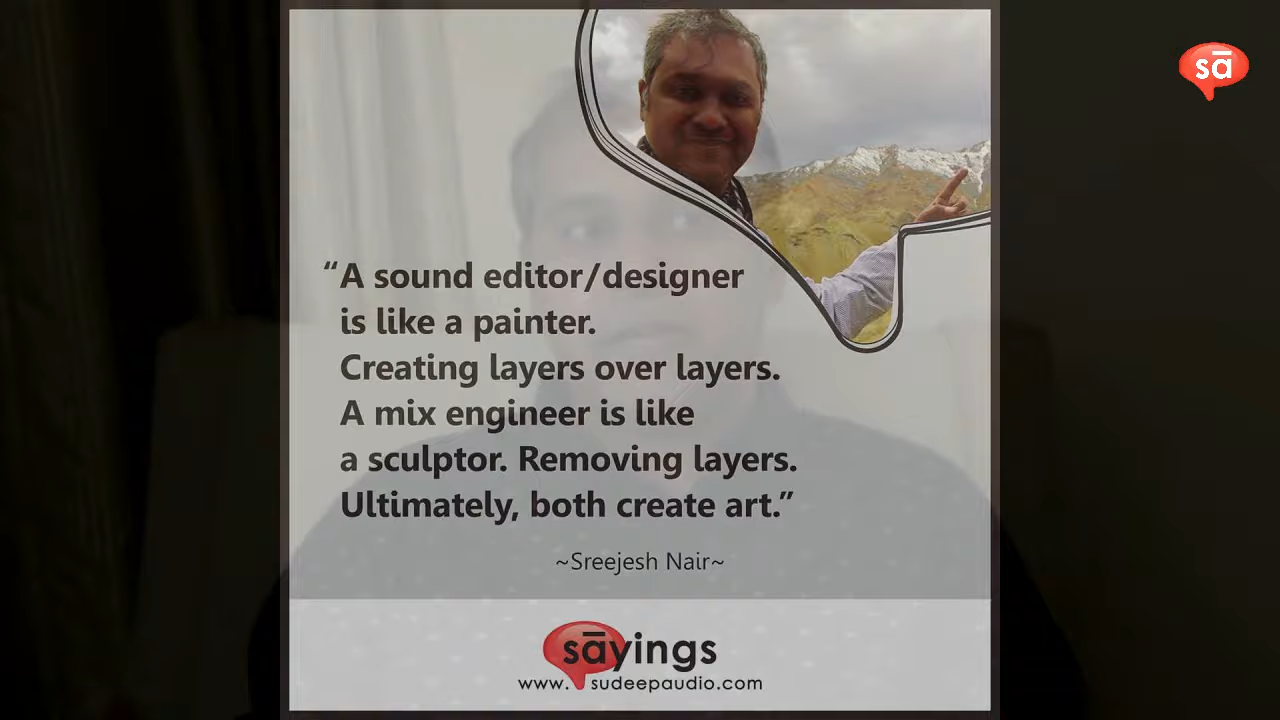 sā
“A sound editor/designer
is like a painter.
Creating layers over layers.
A mix engineer is like
a sculptor. Removing layers.
Ultimately, both create art.”
~Sreejesh Nair~
sāyings
www. sudeepaudio.com